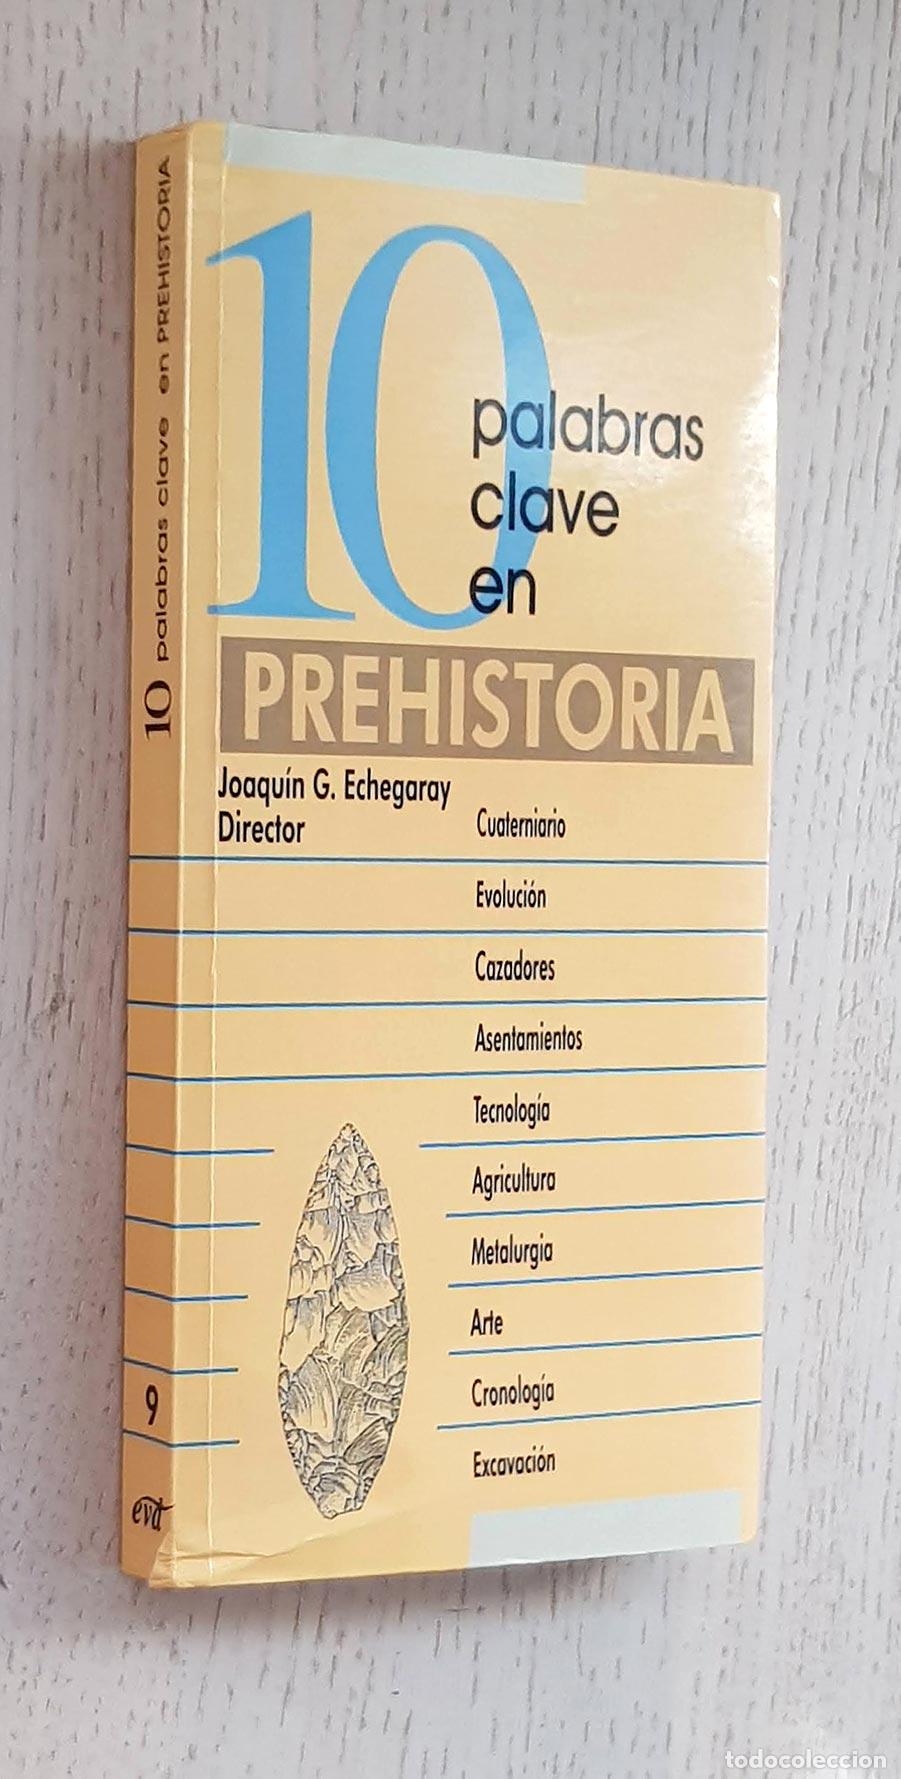 10 palabras clave en PREHISTORIA
9
evd
10
palabras
clave
en
PREHISTORIA
Joaquín G. Echegaray
Director
Cuaterniario
Evolución
Cazadores
Asentamientos
Tecnología
Agricultura
Metalurgia
Arte
Cronología
Excavación
todocoleccion